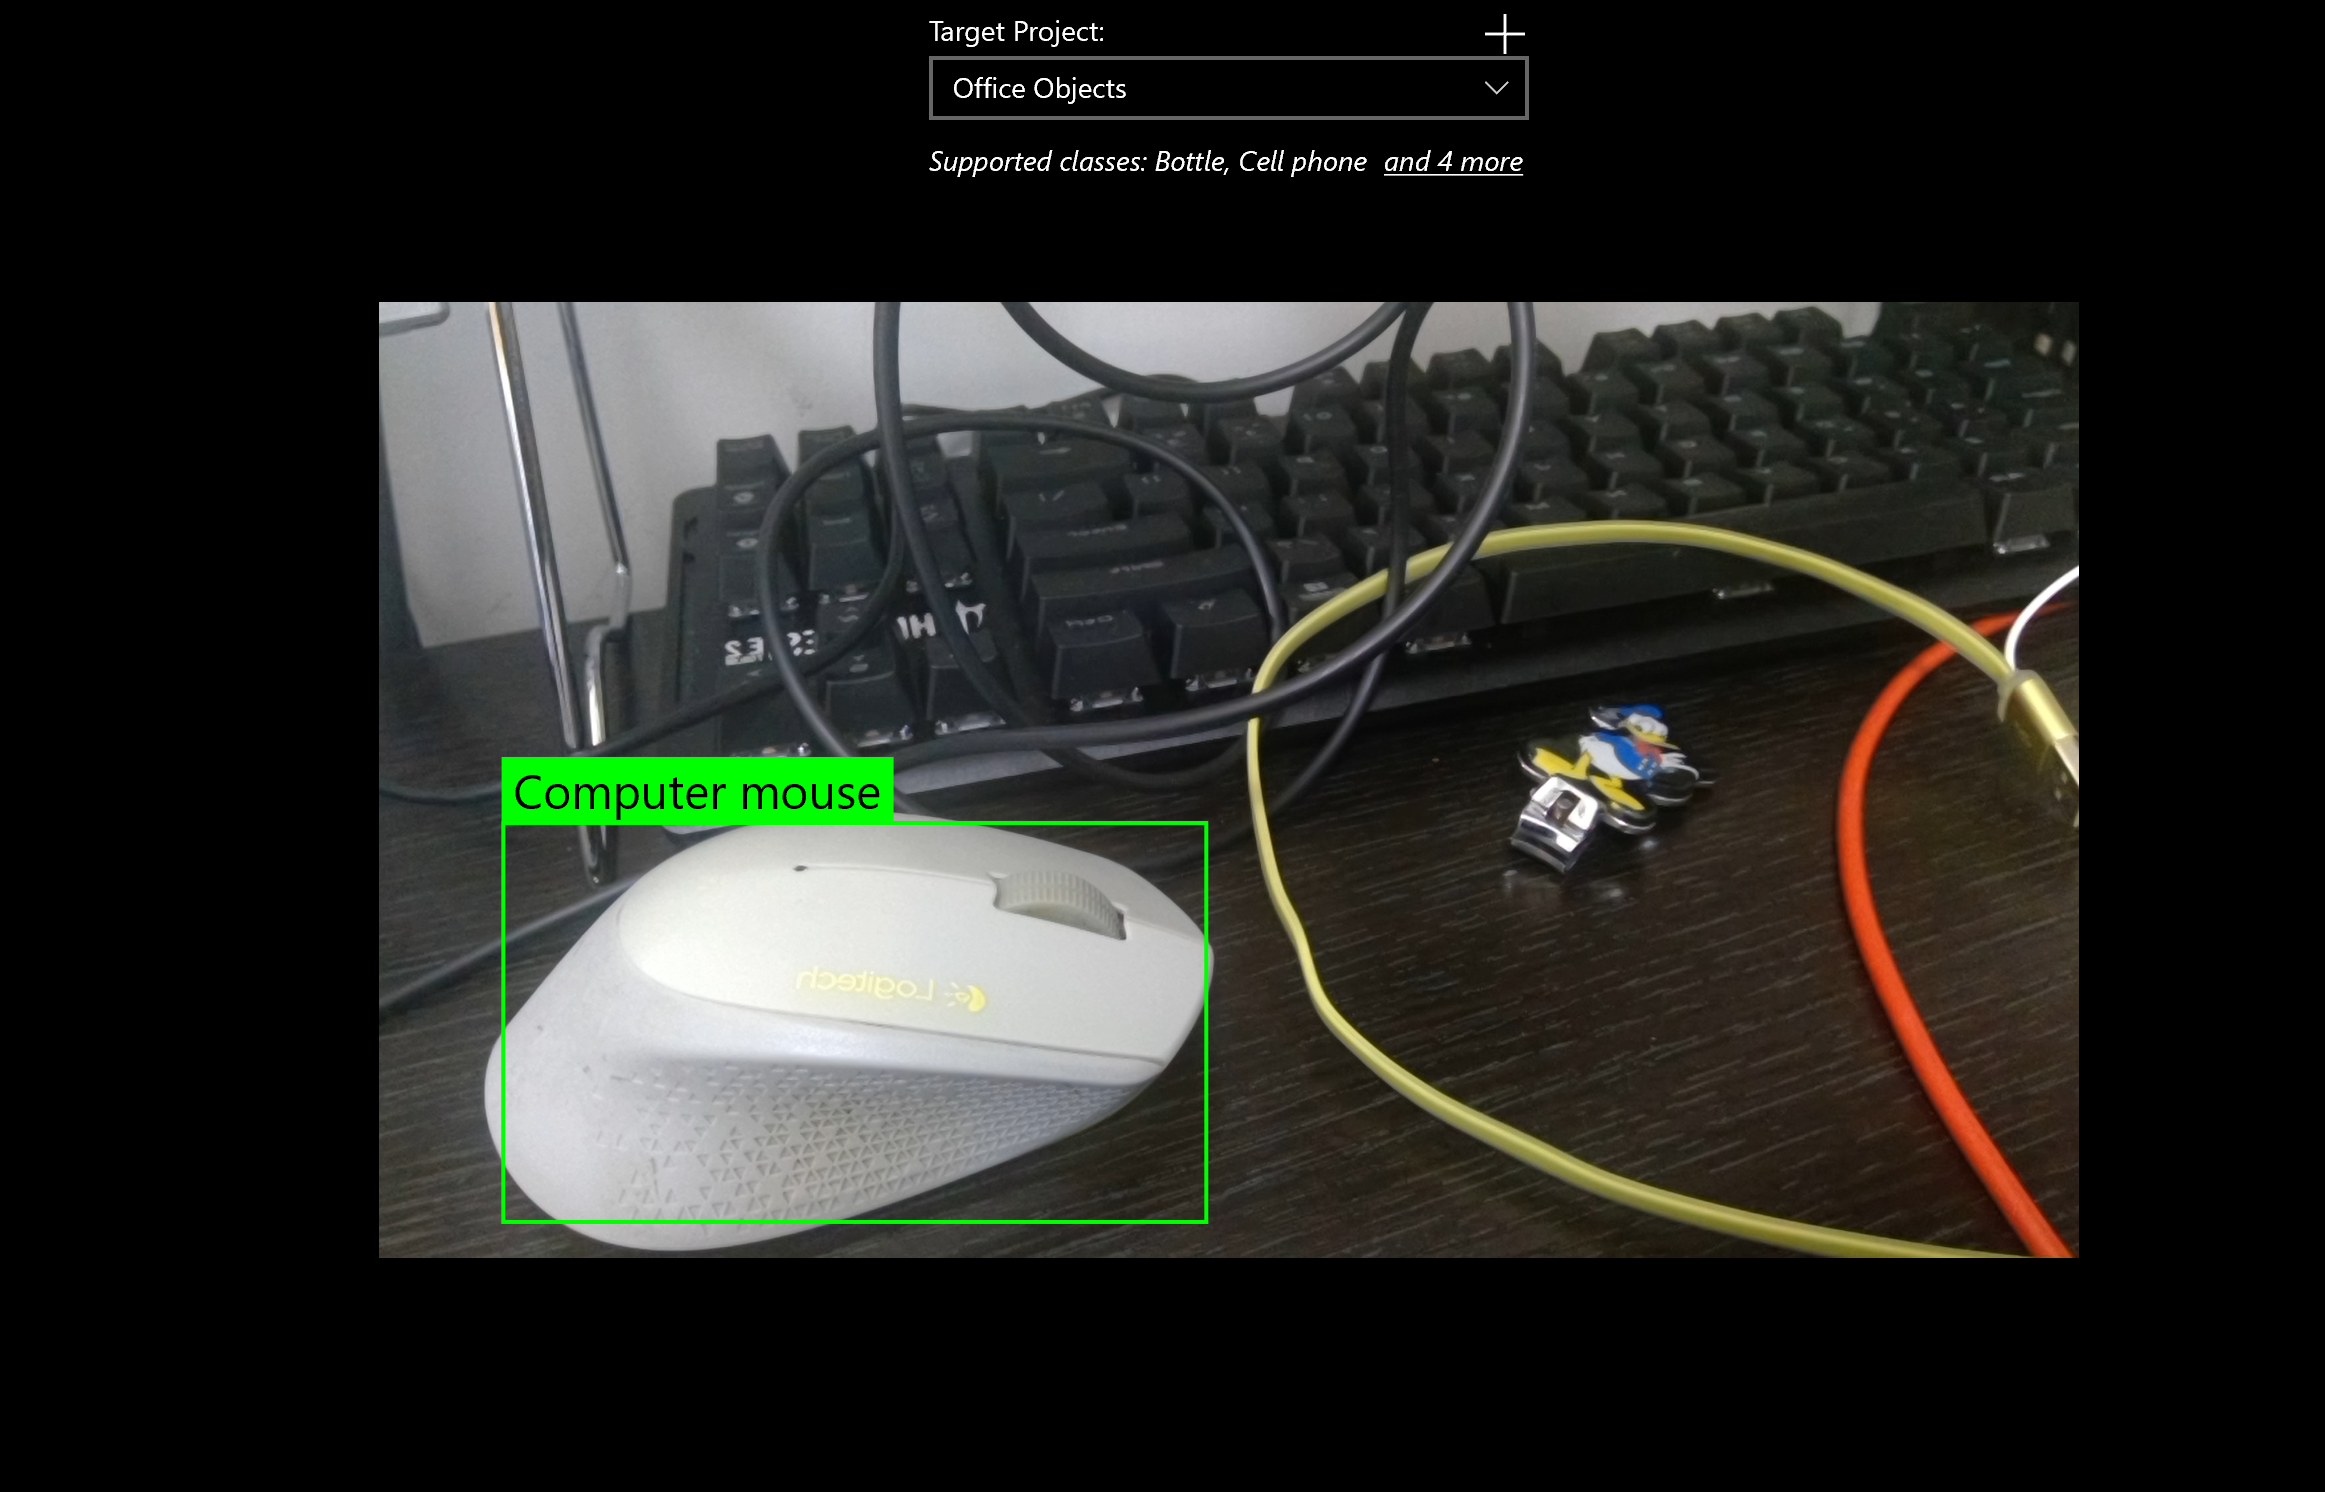 Target Project:
Office Objects
Supported classes: Bottle, Cell phone and 4 more
Computer mouse
Logitech